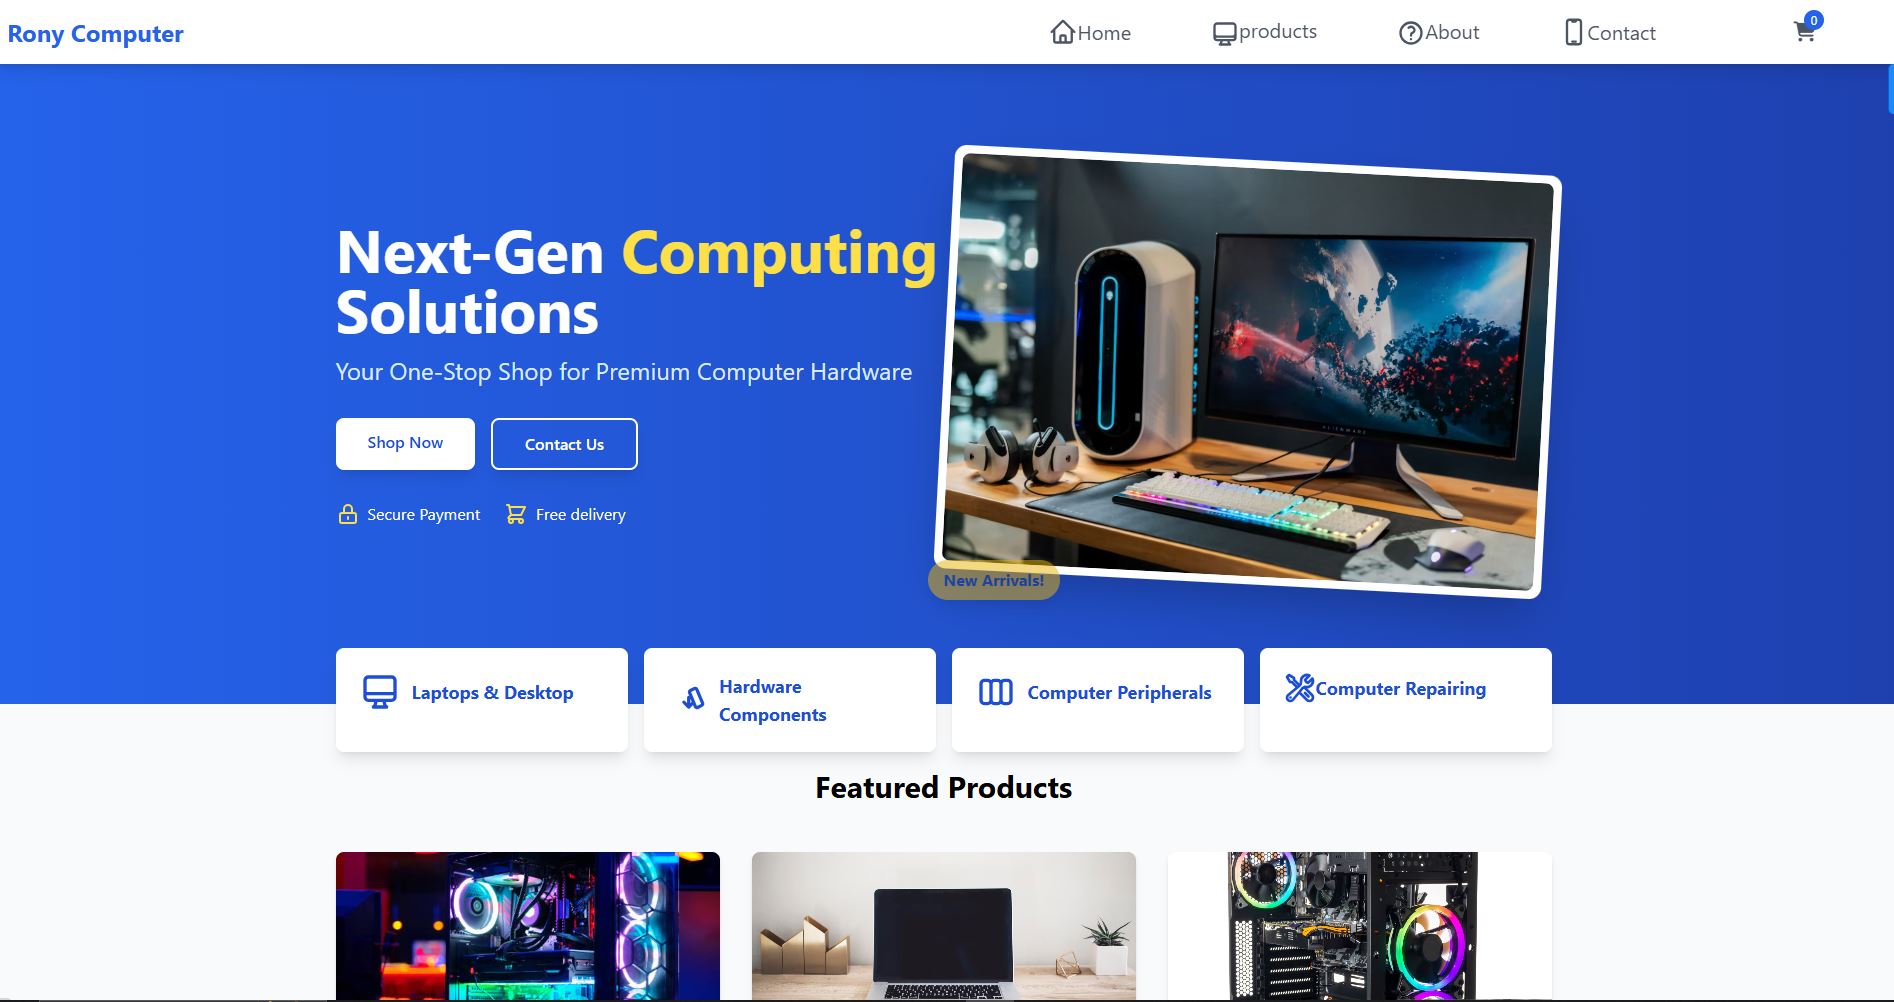 Rony Computer
Home
products
About
Contact
0
Next-Gen Computing
Solutions
Your One-Stop Shop for Premium Computer Hardware
Shop Now
Contact Us
Secure Payment
Free delivery
ALIENWARE
New Arrivals!
Laptops & Desktop
Hardware
Components
Computer Peripherals
Computer Repairing
Featured Products